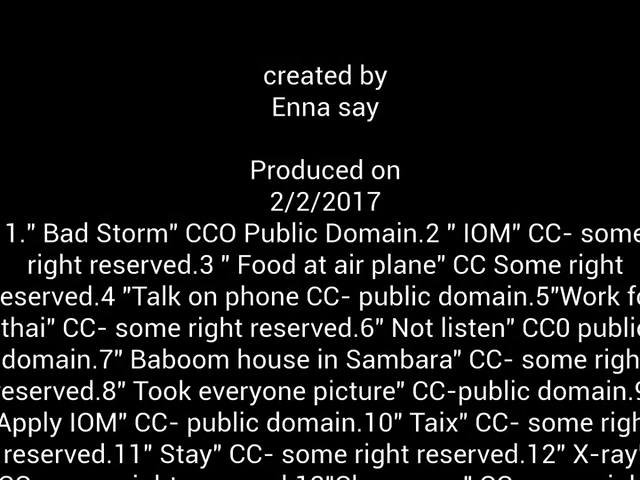 created by
Enna say
Produced on
2/2/2017
1." Bad Storm" CCO Public Domain.2 " IOM" CC- some
right reserved.3 " Food at air plane" CC Some right
eserved.4 "Talk on phone CC- public domain.5"Work fo
thai" CC- some right reserved.6" Not listen" CC0 public
domain.7" Baboom house in Sambara" CC- some righ
reserved.8" Took everyone picture" CC-public domain.9
Apply IOM" CC- public domain.10" Taix" CC- some righ
reserved.11" Stay" CC- some right reserved.12" X-ray"